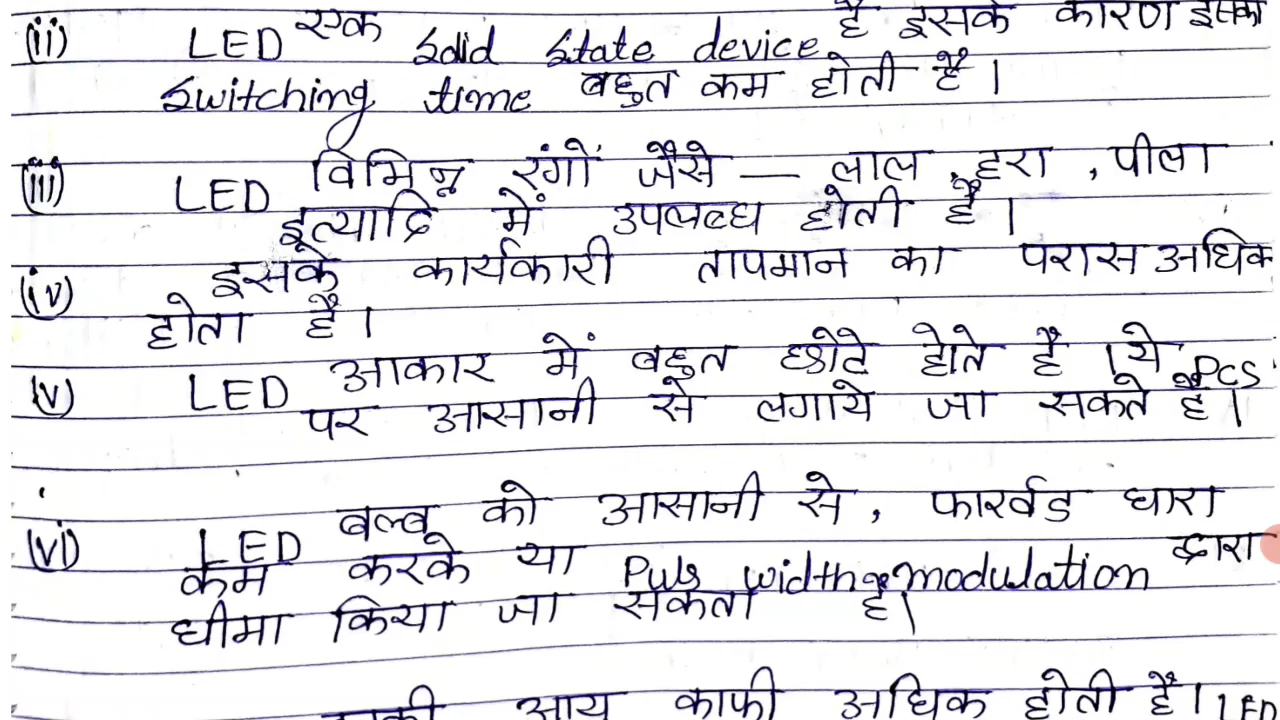 (ii) LED एक Solid State device है इसके कारण इसका
Switching time बहुत कम होती है।
(iii) LED विभिन्न रंगों जैसे — लाल, हरा, पीला
इत्यादि में उपलब्ध होती है।
(iv) इसके कार्यकारी तापमान का परास अधिक
होता है।
(v) LED आकार में बहुत छोटे होते है। ये PCS
पर आसानी से लगाये जा सकते है।
(vi) LED बल्बू को आसानी से, फारर्वड धारा
कम करके या Puls width modulation द्वारा
धीमा किया जा सकता है।
आयु काफी अधिक होती है। LED